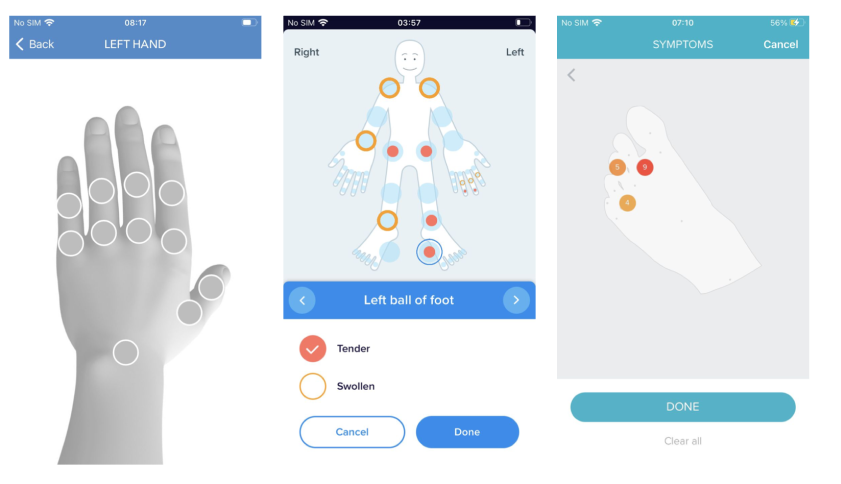 No SIM 08:17
Back LEFT HAND
No SIM 03:57
Right Left
Left ball of foot
Tender
Swollen
Cancel Done
No SIM 07:10 56%
SYMPTOMS Cancel
5 9
4
DONE
Clear all